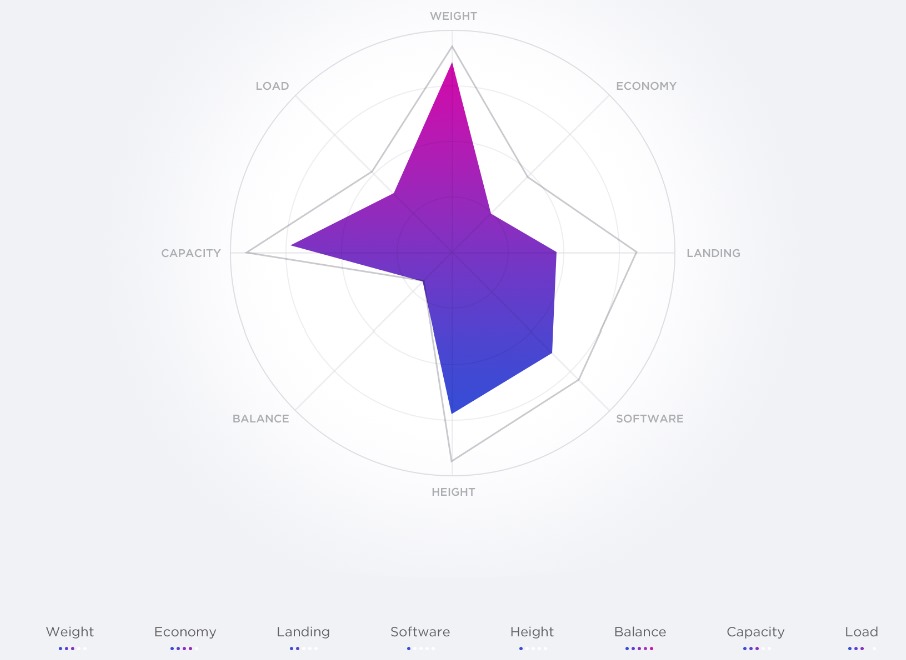 WEIGHT
LOAD
ECONOMY
CAPACITY
LANDING
BALANCE
SOFTWARE
HEIGHT
Weight Economy Landing Software Height Balance Capacity Load